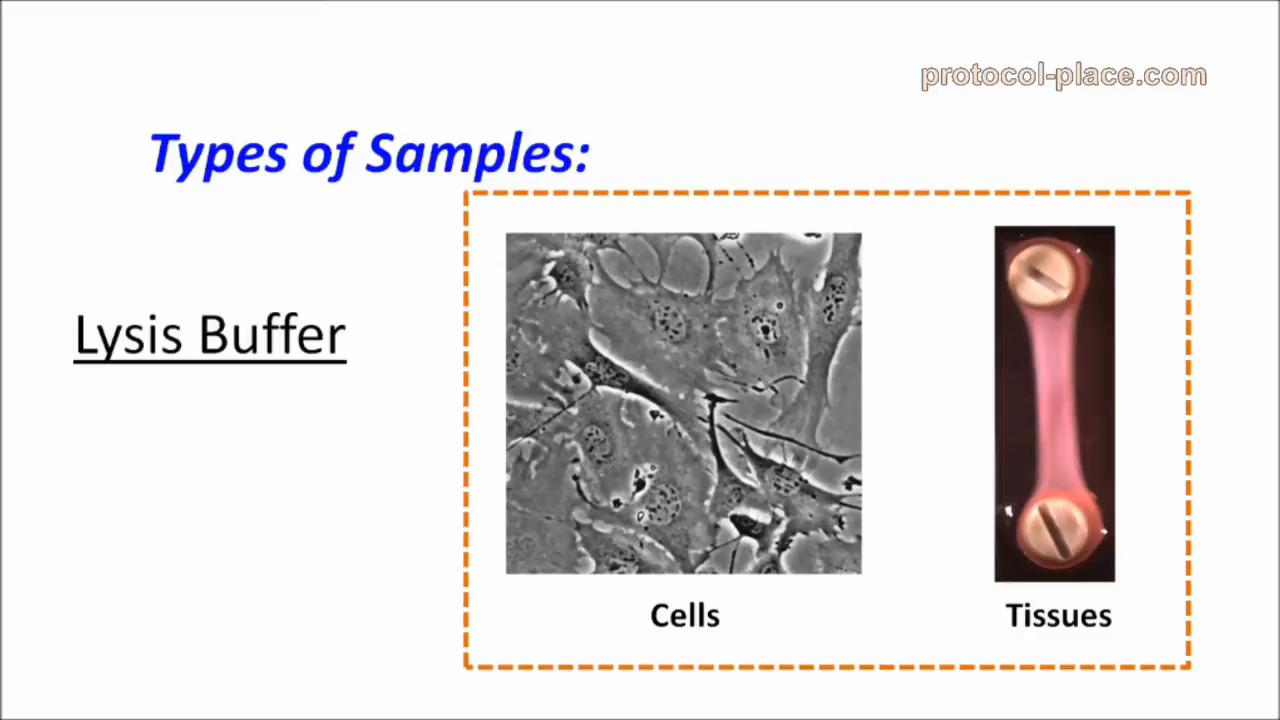 protocol-place.com
Types of Samples:
Lysis Buffer
Cells
Tissues